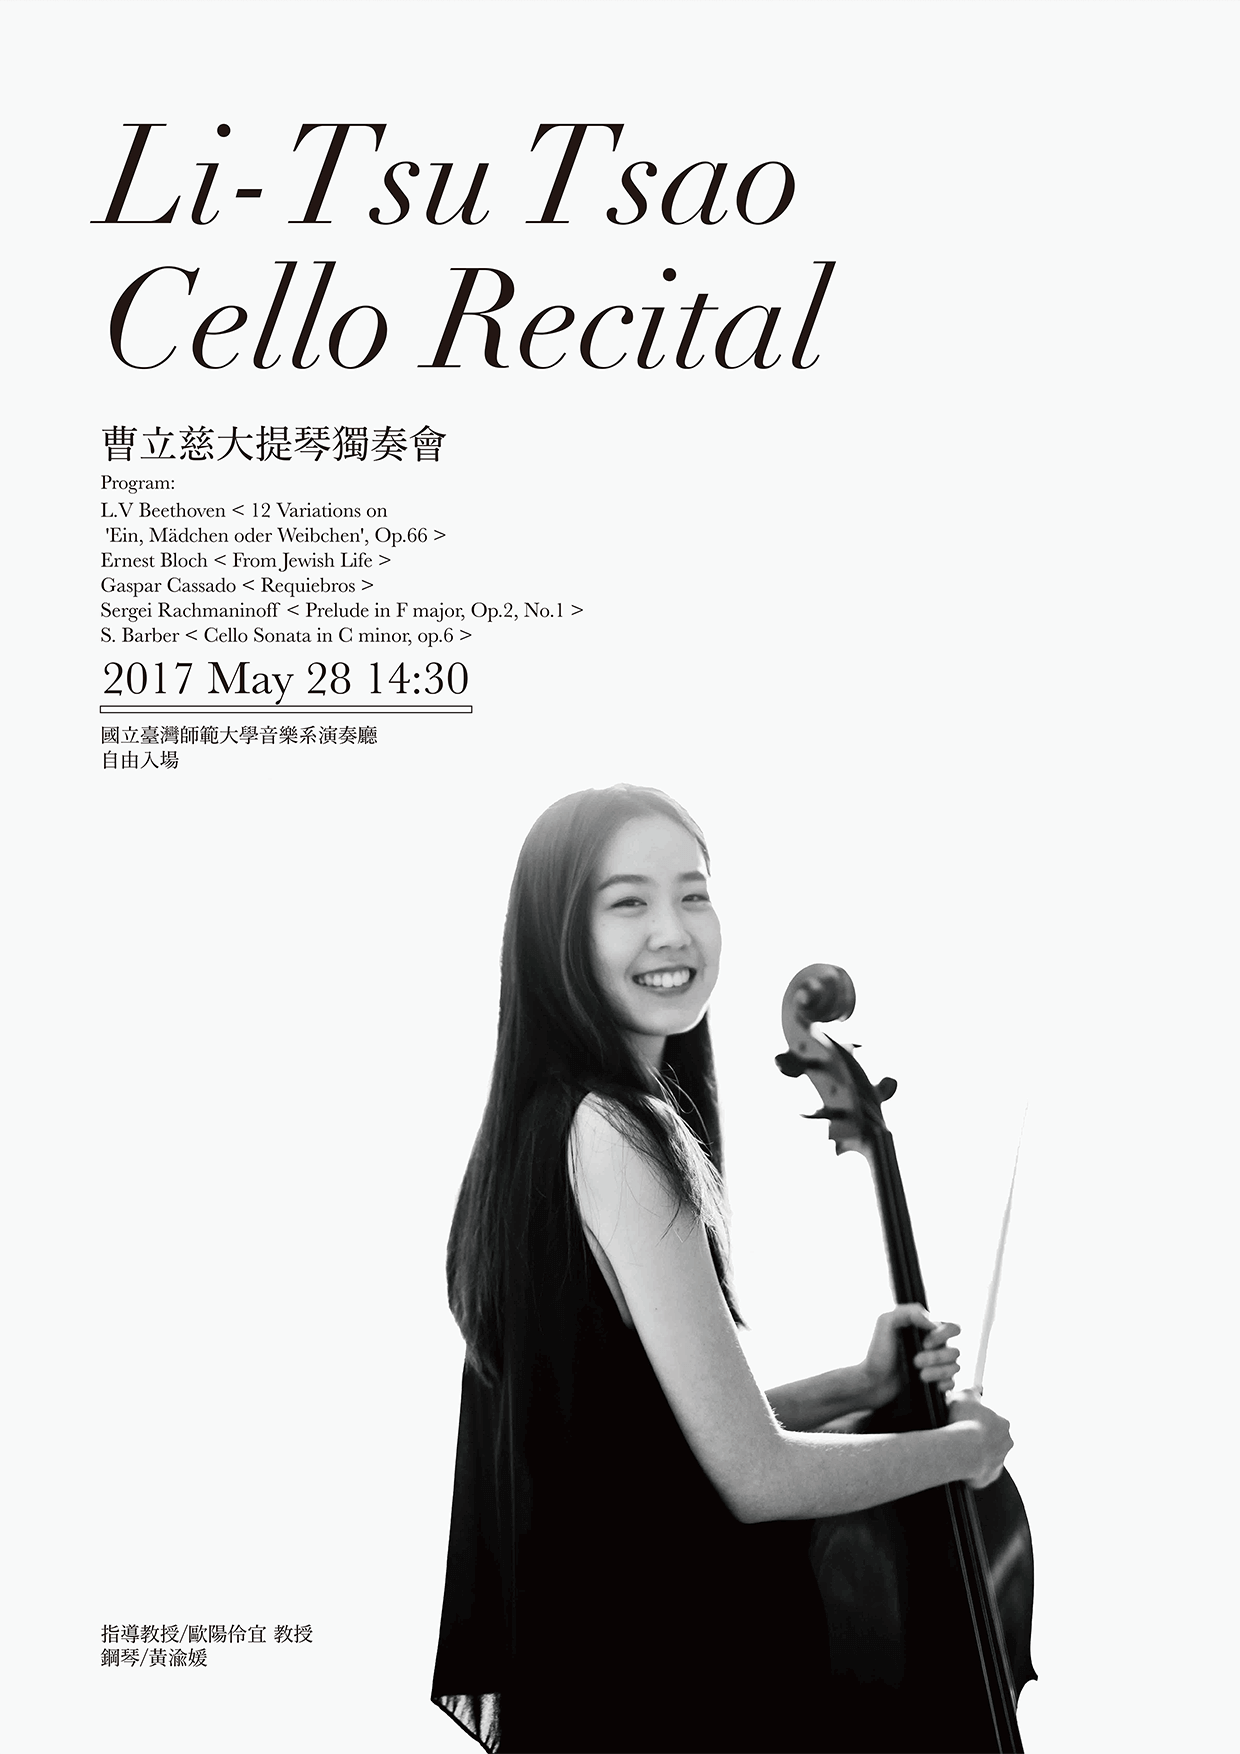 Li-Tsu Tsao
Cello Recital
曹立慈大提琴獨奏會
Program:
L.V Beethoven < 12 Variations on
'Ein, Mädchen oder Weibchen', Op.66 >
Ernest Bloch < From Jewish Life >
Gaspar Cassado < Requiebros >
Sergei Rachmaninoff < Prelude in F major, Op.2, No.1 >
S. Barber < Cello Sonata in C minor, op.6 >
2017 May 28 14:30
國立臺灣師範大學音樂系演奏廳
自由入場
指導教授/歐陽伶宜 教授
鋼琴/黃渝媛